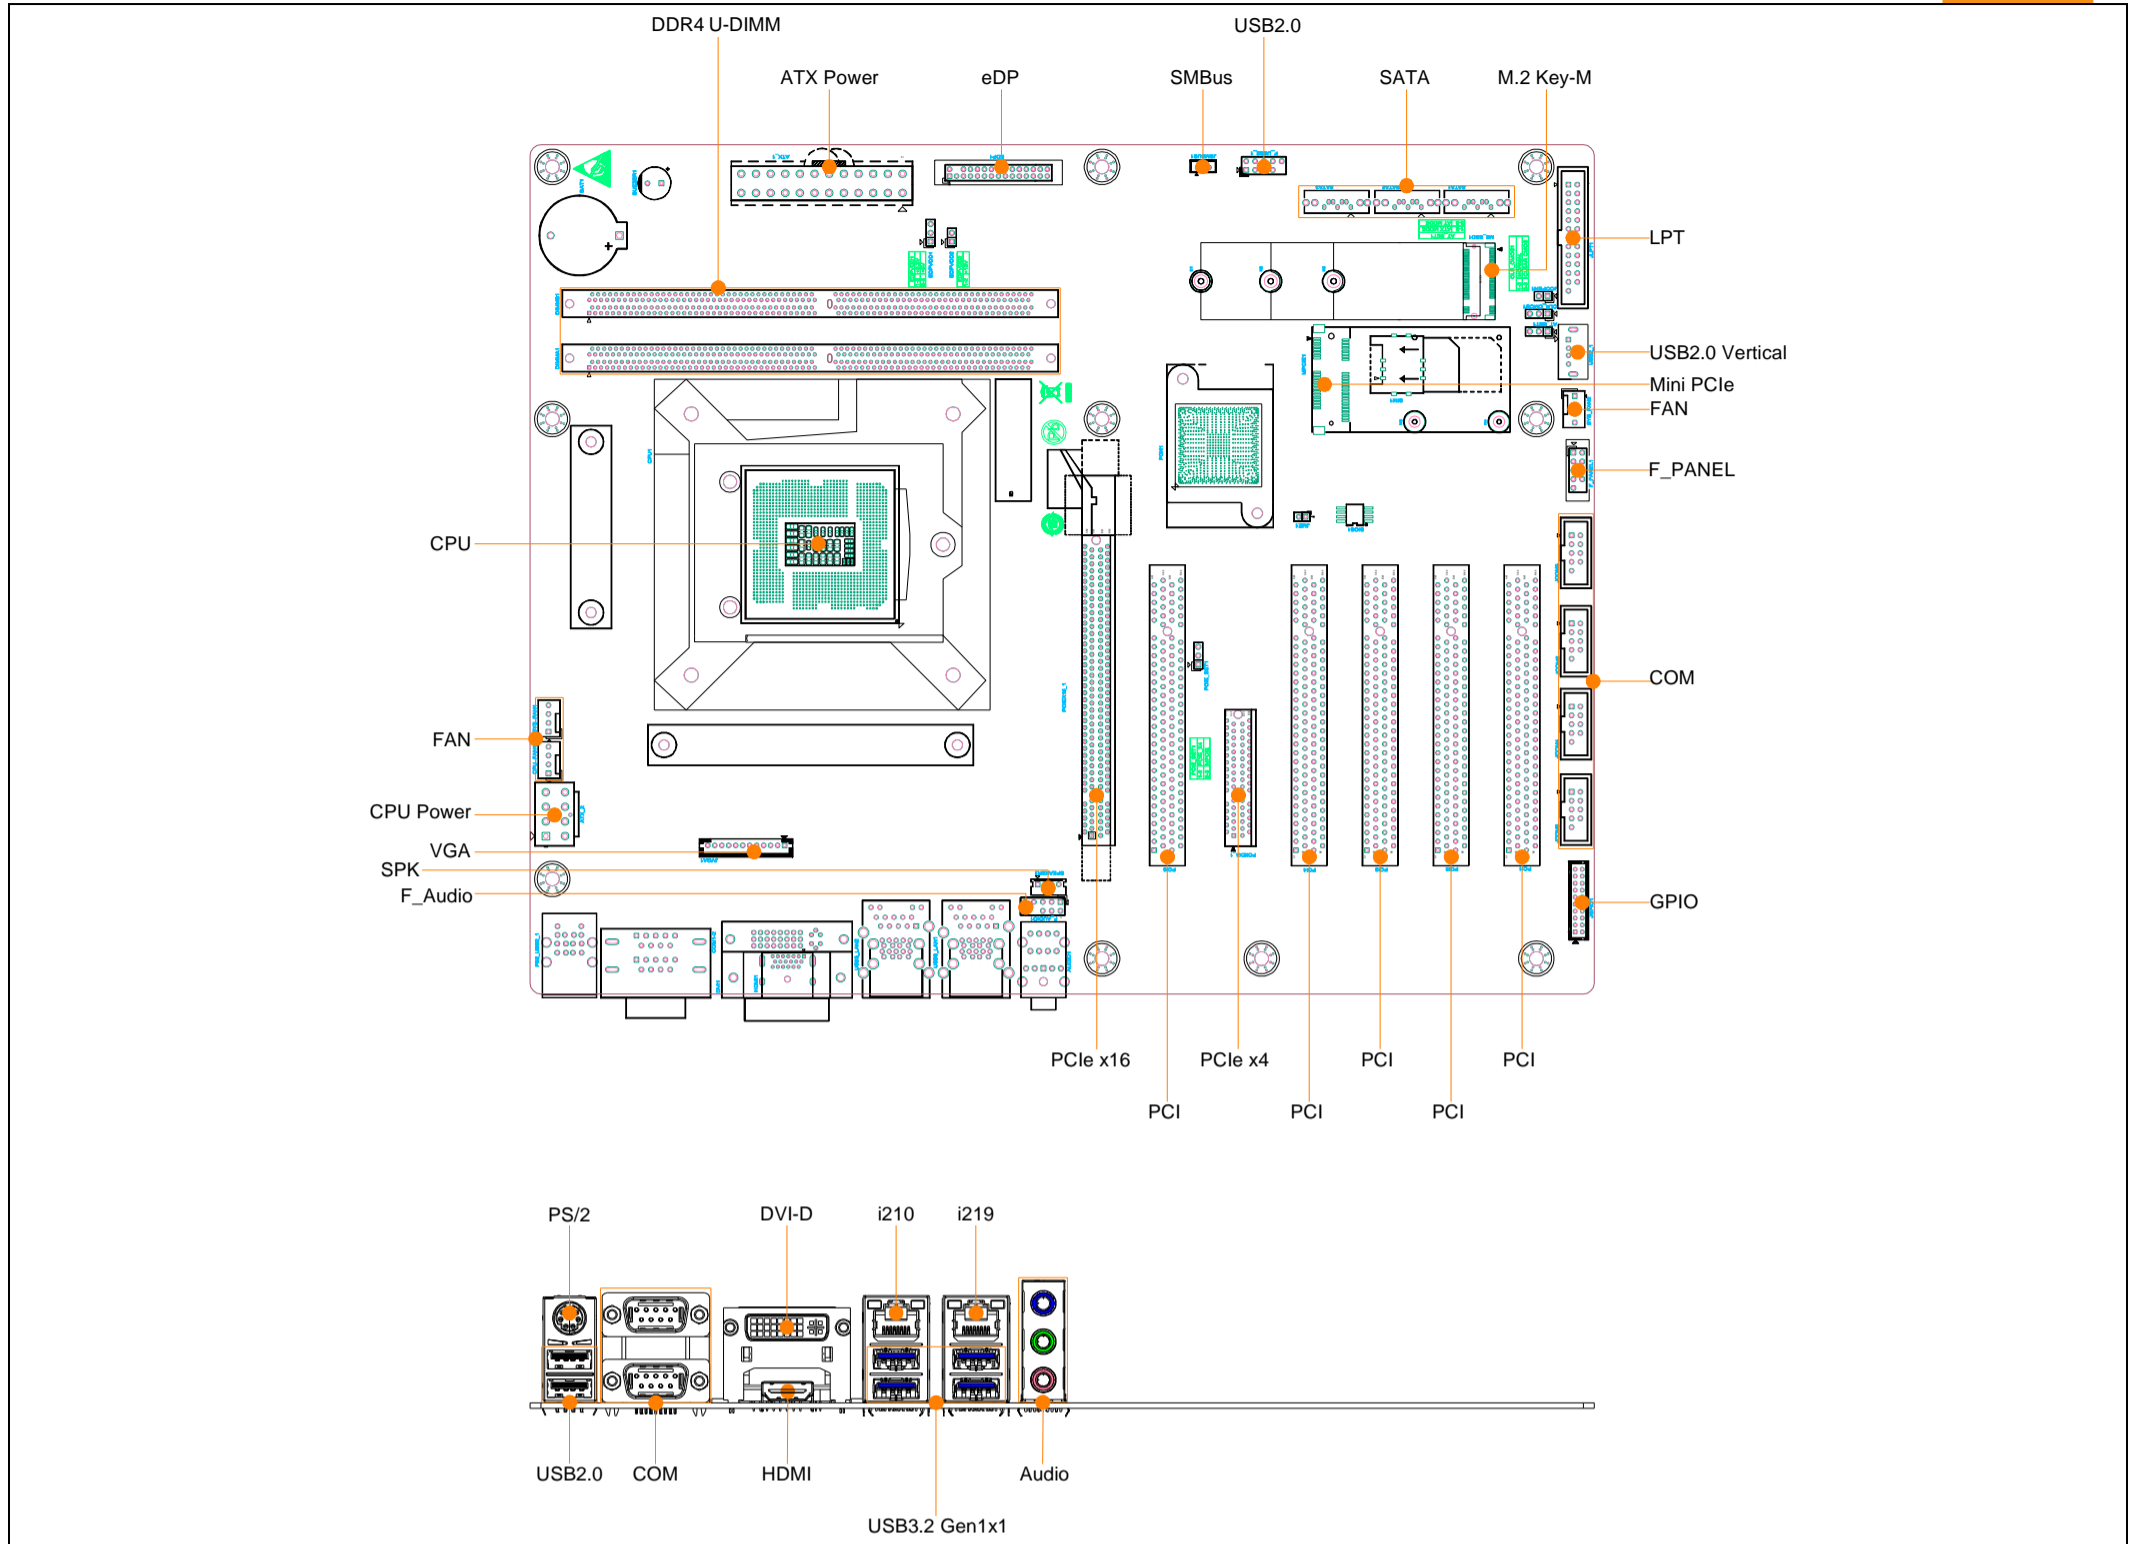 DDR4 U-DIMM
USB2.0
ATX Power
eDP
SMBus
SATA
M.2 Key-M
LPT
USB2.0 Vertical
Mini PCIe
FAN
F_PANEL
CPU
COM
FAN
CPU Power
VGA
SPK
F_Audio
GPIO
PCIe x16
PCIe x4
PCI
PCI
PCI
PCI
PCI
PS/2
DVI-D
i210
i219
USB2.0
COM
HDMI
Audio
USB3.2 Gen1x1